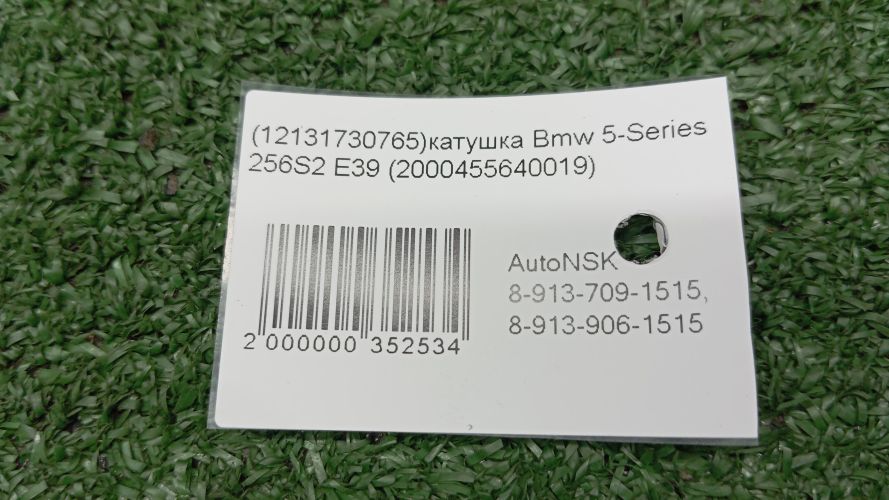 (12131730765)катушка Bmw 5-Series
256S2 E39 (2000455640019)
AutoNSK
8-913-709-1515,
8-913-906-1515
2 000000 352534